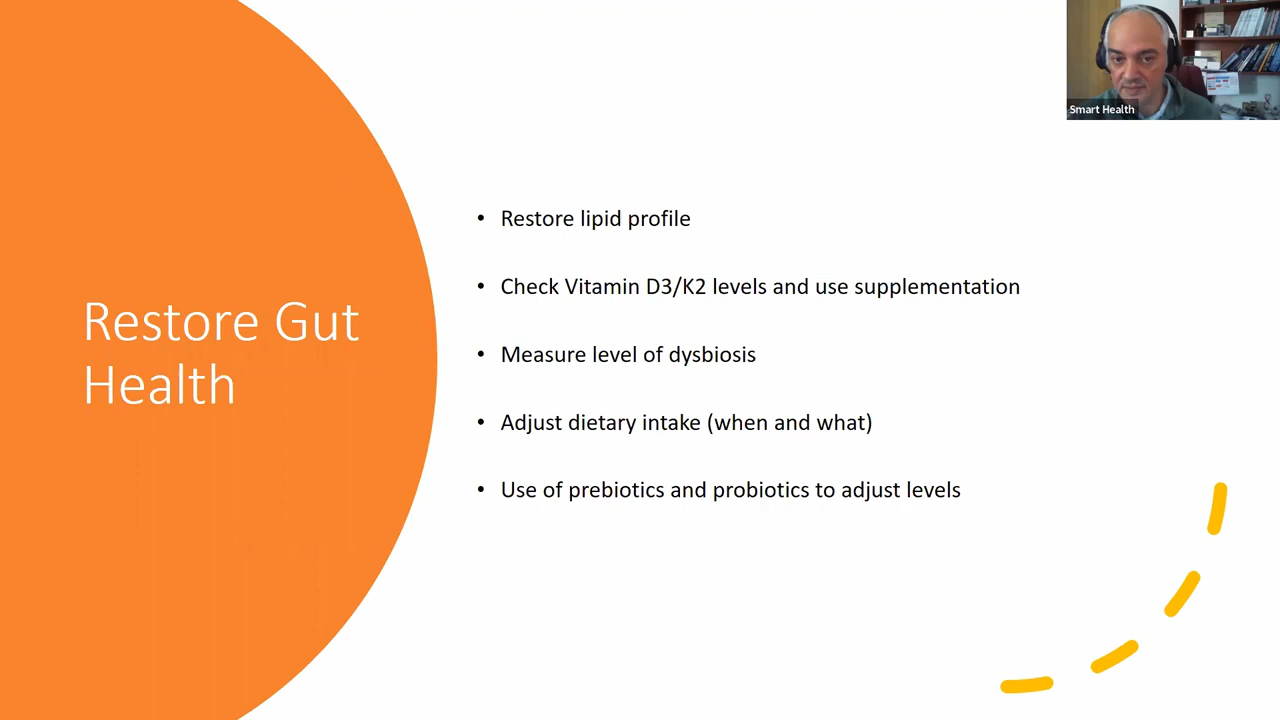 Smart Health
Restore Gut
Health
• Restore lipid profile
• Check Vitamin D3/K2 levels and use supplementation
• Measure level of dysbiosis
• Adjust dietary intake (when and what)
• Use of prebiotics and probiotics to adjust levels